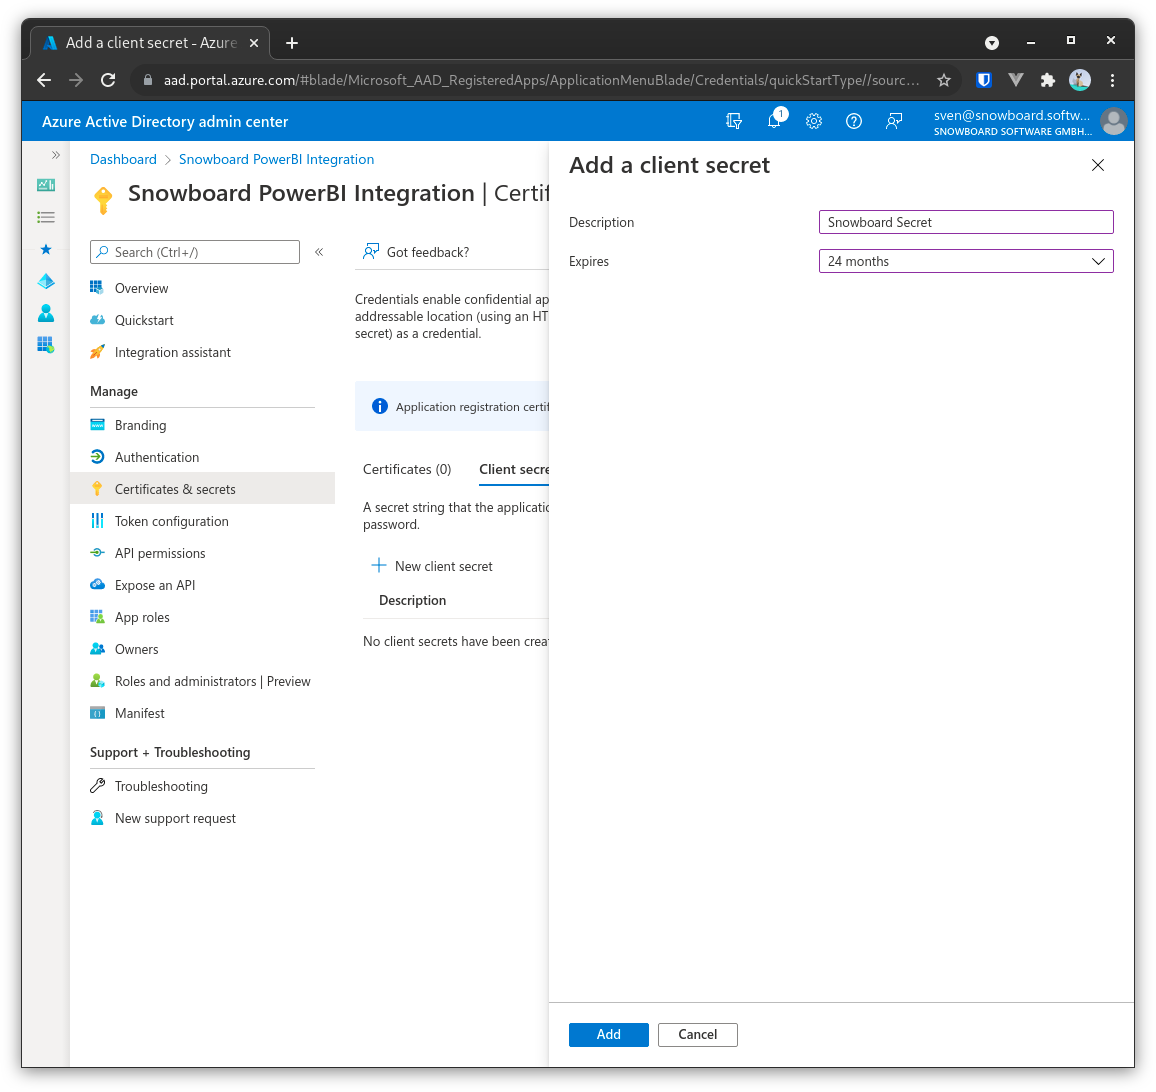 Add a client secret - Azure
aad.portal.azure.com/#blade/Microsoft_AAD_RegisteredApps/ApplicationMenuBlade/Credentials/quickStartType//sourc...
Azure Active Directory admin center
1
sven@snowboard.softw...
SNOWBOARD SOFTWARE GMBH...
Dashboard > Snowboard PowerBI Integration
Snowboard PowerBI Integration | Certif
Search (Ctrl+/)
Overview
Quickstart
Integration assistant
Manage
Branding
Authentication
Certificates & secrets
Token configuration
API permissions
Expose an API
App roles
Owners
Roles and administrators | Preview
Manifest
Support + Troubleshooting
Troubleshooting
New support request
Got feedback?
Credentials enable confidential ap
addressable location (using an HT
secret) as a credential.
Application registration certif
Certificates (0) Client secre
A secret string that the applicatio
password.
New client secret
Description
No client secrets have been crea
Add a client secret
Description Snowboard Secret
Expires 24 months
Add Cancel